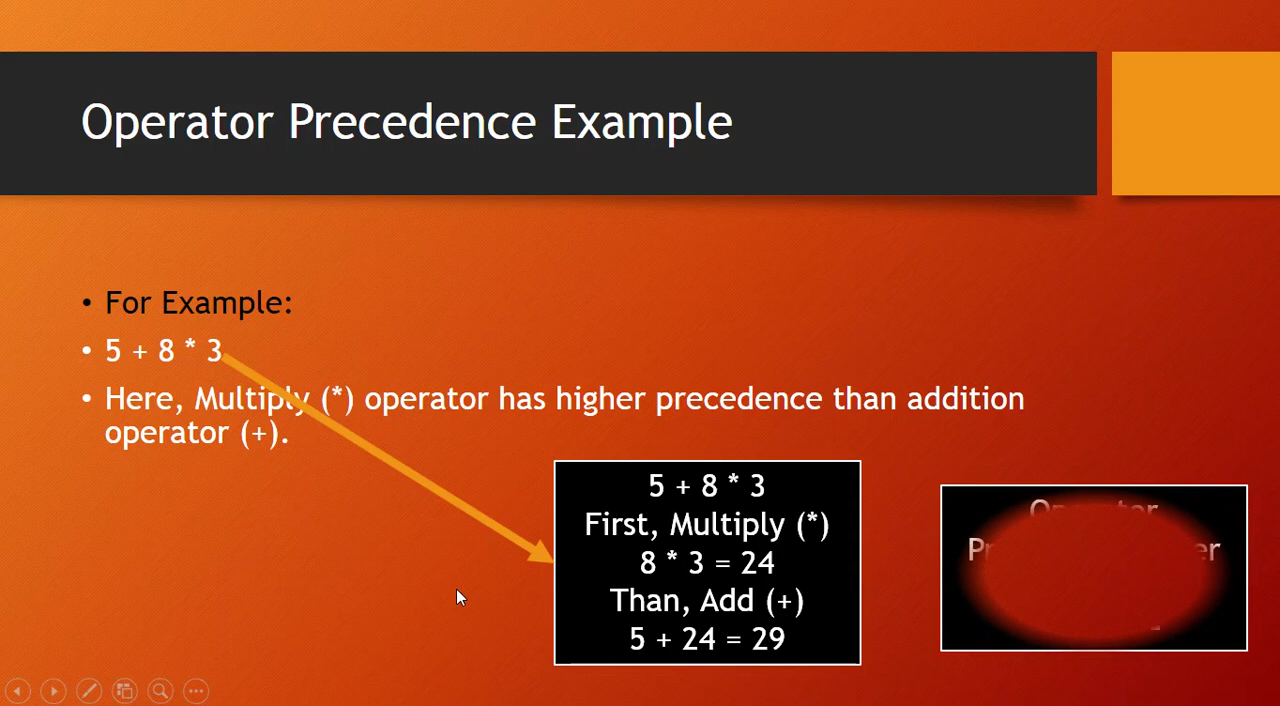 Operator Precedence Example
• For Example:
• 5 + 8 * 3
• Here, Multiply (*) operator has higher precedence than addition
operator (+).
5 + 8 * 3
First, Multiply (*)
8 * 3 = 24
Than, Add (+)
5 + 24 = 29